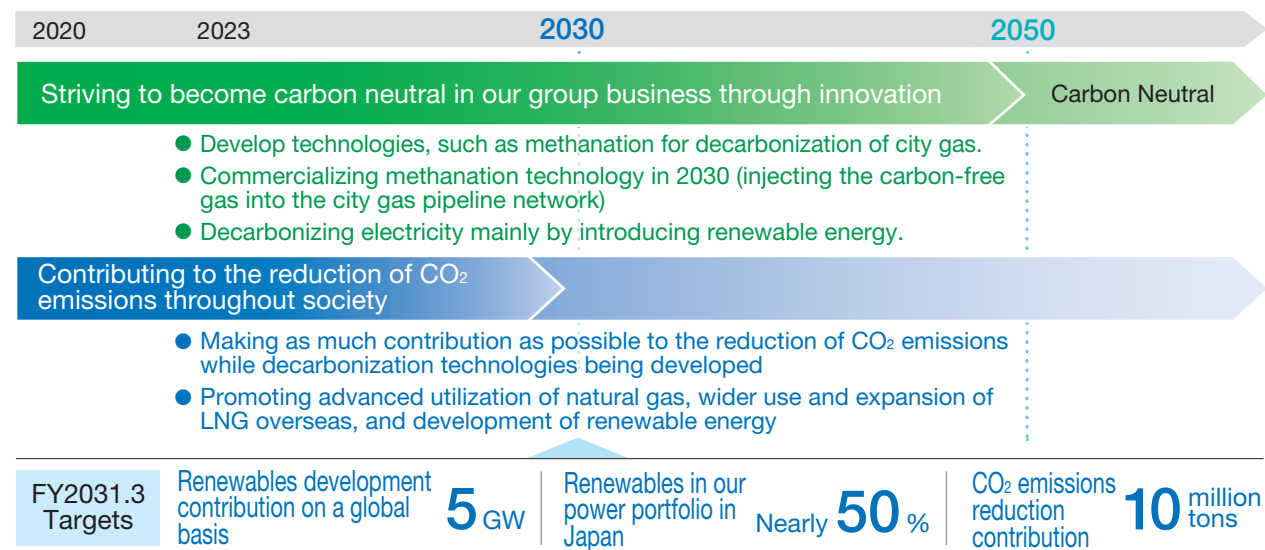 2020 2023 2030 2050
Striving to become carbon neutral in our group business through innovation
Carbon Neutral
● Develop technologies, such as methanation for decarbonization of city gas.
● Commercializing methanation technology in 2030 (injecting the carbon-free
gas into the city gas pipeline network)
● Decarbonizing electricity mainly by introducing renewable energy.
Contributing to the reduction of CO₂
emissions throughout society
● Making as much contribution as possible to the reduction of CO₂ emissions
while decarbonization technologies being developed
● Promoting advanced utilization of natural gas, wider use and expansion of
LNG overseas, and development of renewable energy
FY2031.3
Targets
Renewables development
contribution on a global
basis
5 GW
Renewables in our
power portfolio in
Japan
Nearly 50 %
CO₂ emissions
reduction
contribution
10 million
tons